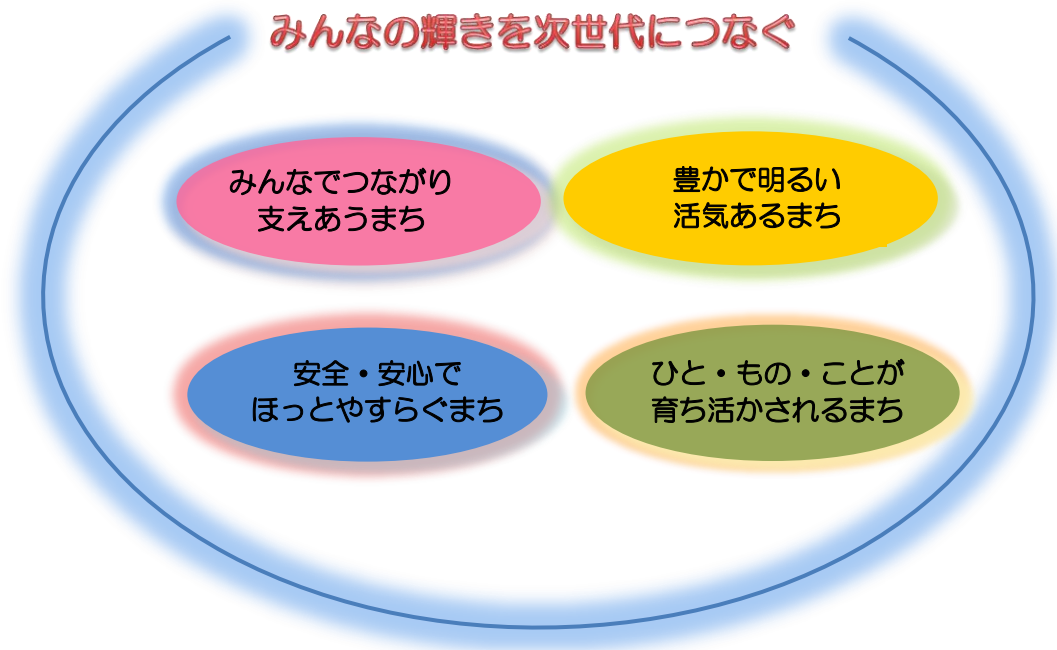 みんなの輝きを次世代につなぐ
みんなでつながり
支えあうまち
豊かで明るい
活気あるまち
安全・安心で
ほっとやすらぐまち
ひと・もの・ことが
育ち活かされるまち